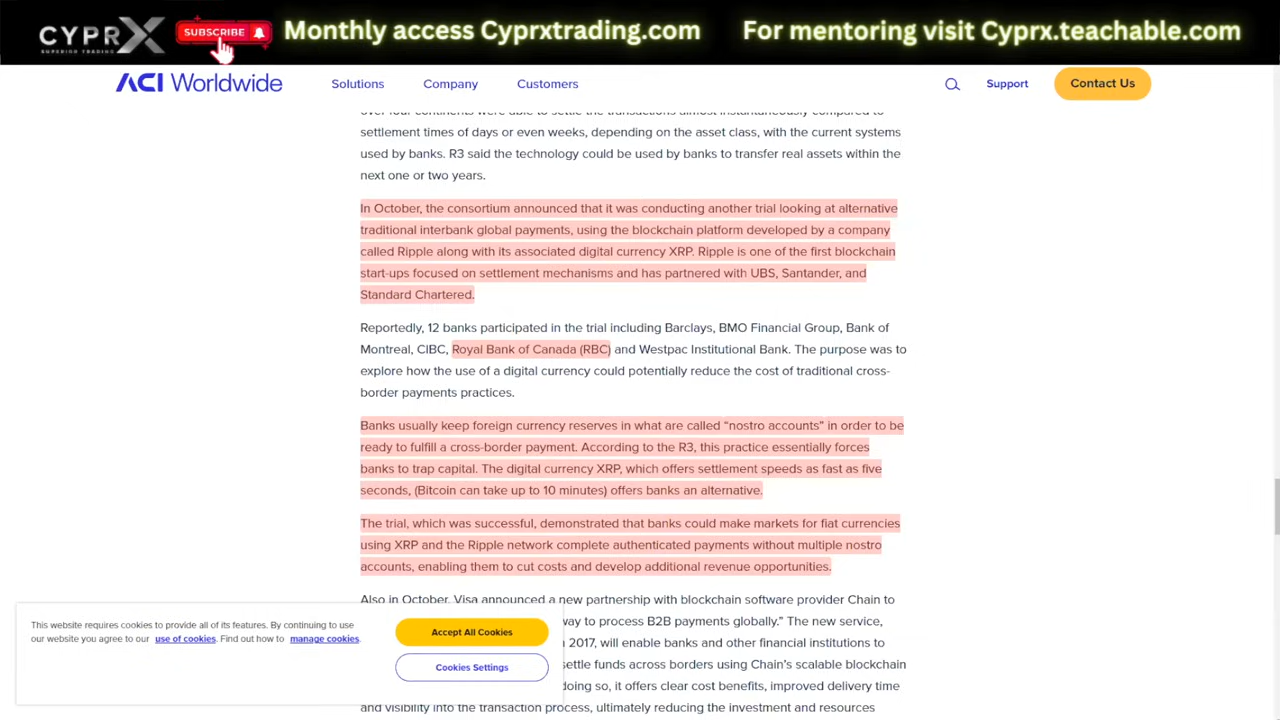 CYPRX
SUPERIOR TRADING
SUBSCRIBE
Monthly access Cyprxtrading.com
For mentoring visit Cyprx.teachable.com
ACI Worldwide
Solutions
Company
Customers
Support
Contact Us
over four continents were able to settle the transactions almost instantaneously compared to
settlement times of days or even weeks, depending on the asset class, with the current systems
used by banks. R3 said the technology could be used by banks to transfer real assets within the
next one or two years.
In October, the consortium announced that it was conducting another trial looking at alternative
traditional interbank global payments, using the blockchain platform developed by a company
called Ripple along with its associated digital currency XRP. Ripple is one of the first blockchain
start-ups focused on settlement mechanisms and has partnered with UBS, Santander, and
Standard Chartered.
Reportedly, 12 banks participated in the trial including Barclays, BMO Financial Group, Bank of
Montreal, CIBC, Royal Bank of Canada (RBC) and Westpac Institutional Bank. The purpose was to
explore how the use of a digital currency could potentially reduce the cost of traditional cross-
border payments practices.
Banks usually keep foreign currency reserves in what are called “nostro accounts” in order to be
ready to fulfill a cross-border payment. According to the R3, this practice essentially forces
banks to trap capital. The digital currency XRP, which offers settlement speeds as fast as five
seconds, (Bitcoin can take up to 10 minutes) offers banks an alternative.
The trial, which was successful, demonstrated that banks could make markets for fiat currencies
using XRP and the Ripple network complete authenticated payments without multiple nostro
accounts, enabling them to cut costs and develop additional revenue opportunities.
Also in October, Visa announced a new partnership with blockchain software provider Chain to
way to process B2B payments globally.” The new service,
2017, will enable banks and other financial institutions to
settle funds across borders using Chain’s scalable blockchain
doing so, it offers clear cost benefits, improved delivery time
and visibility into the transaction process, ultimately reducing the investment and resources
This website requires cookies to provide all of its features. By continuing to
use our website you agree to our use of cookies. Find out how to manage cookies.
Accept All Cookies
Cookies Settings